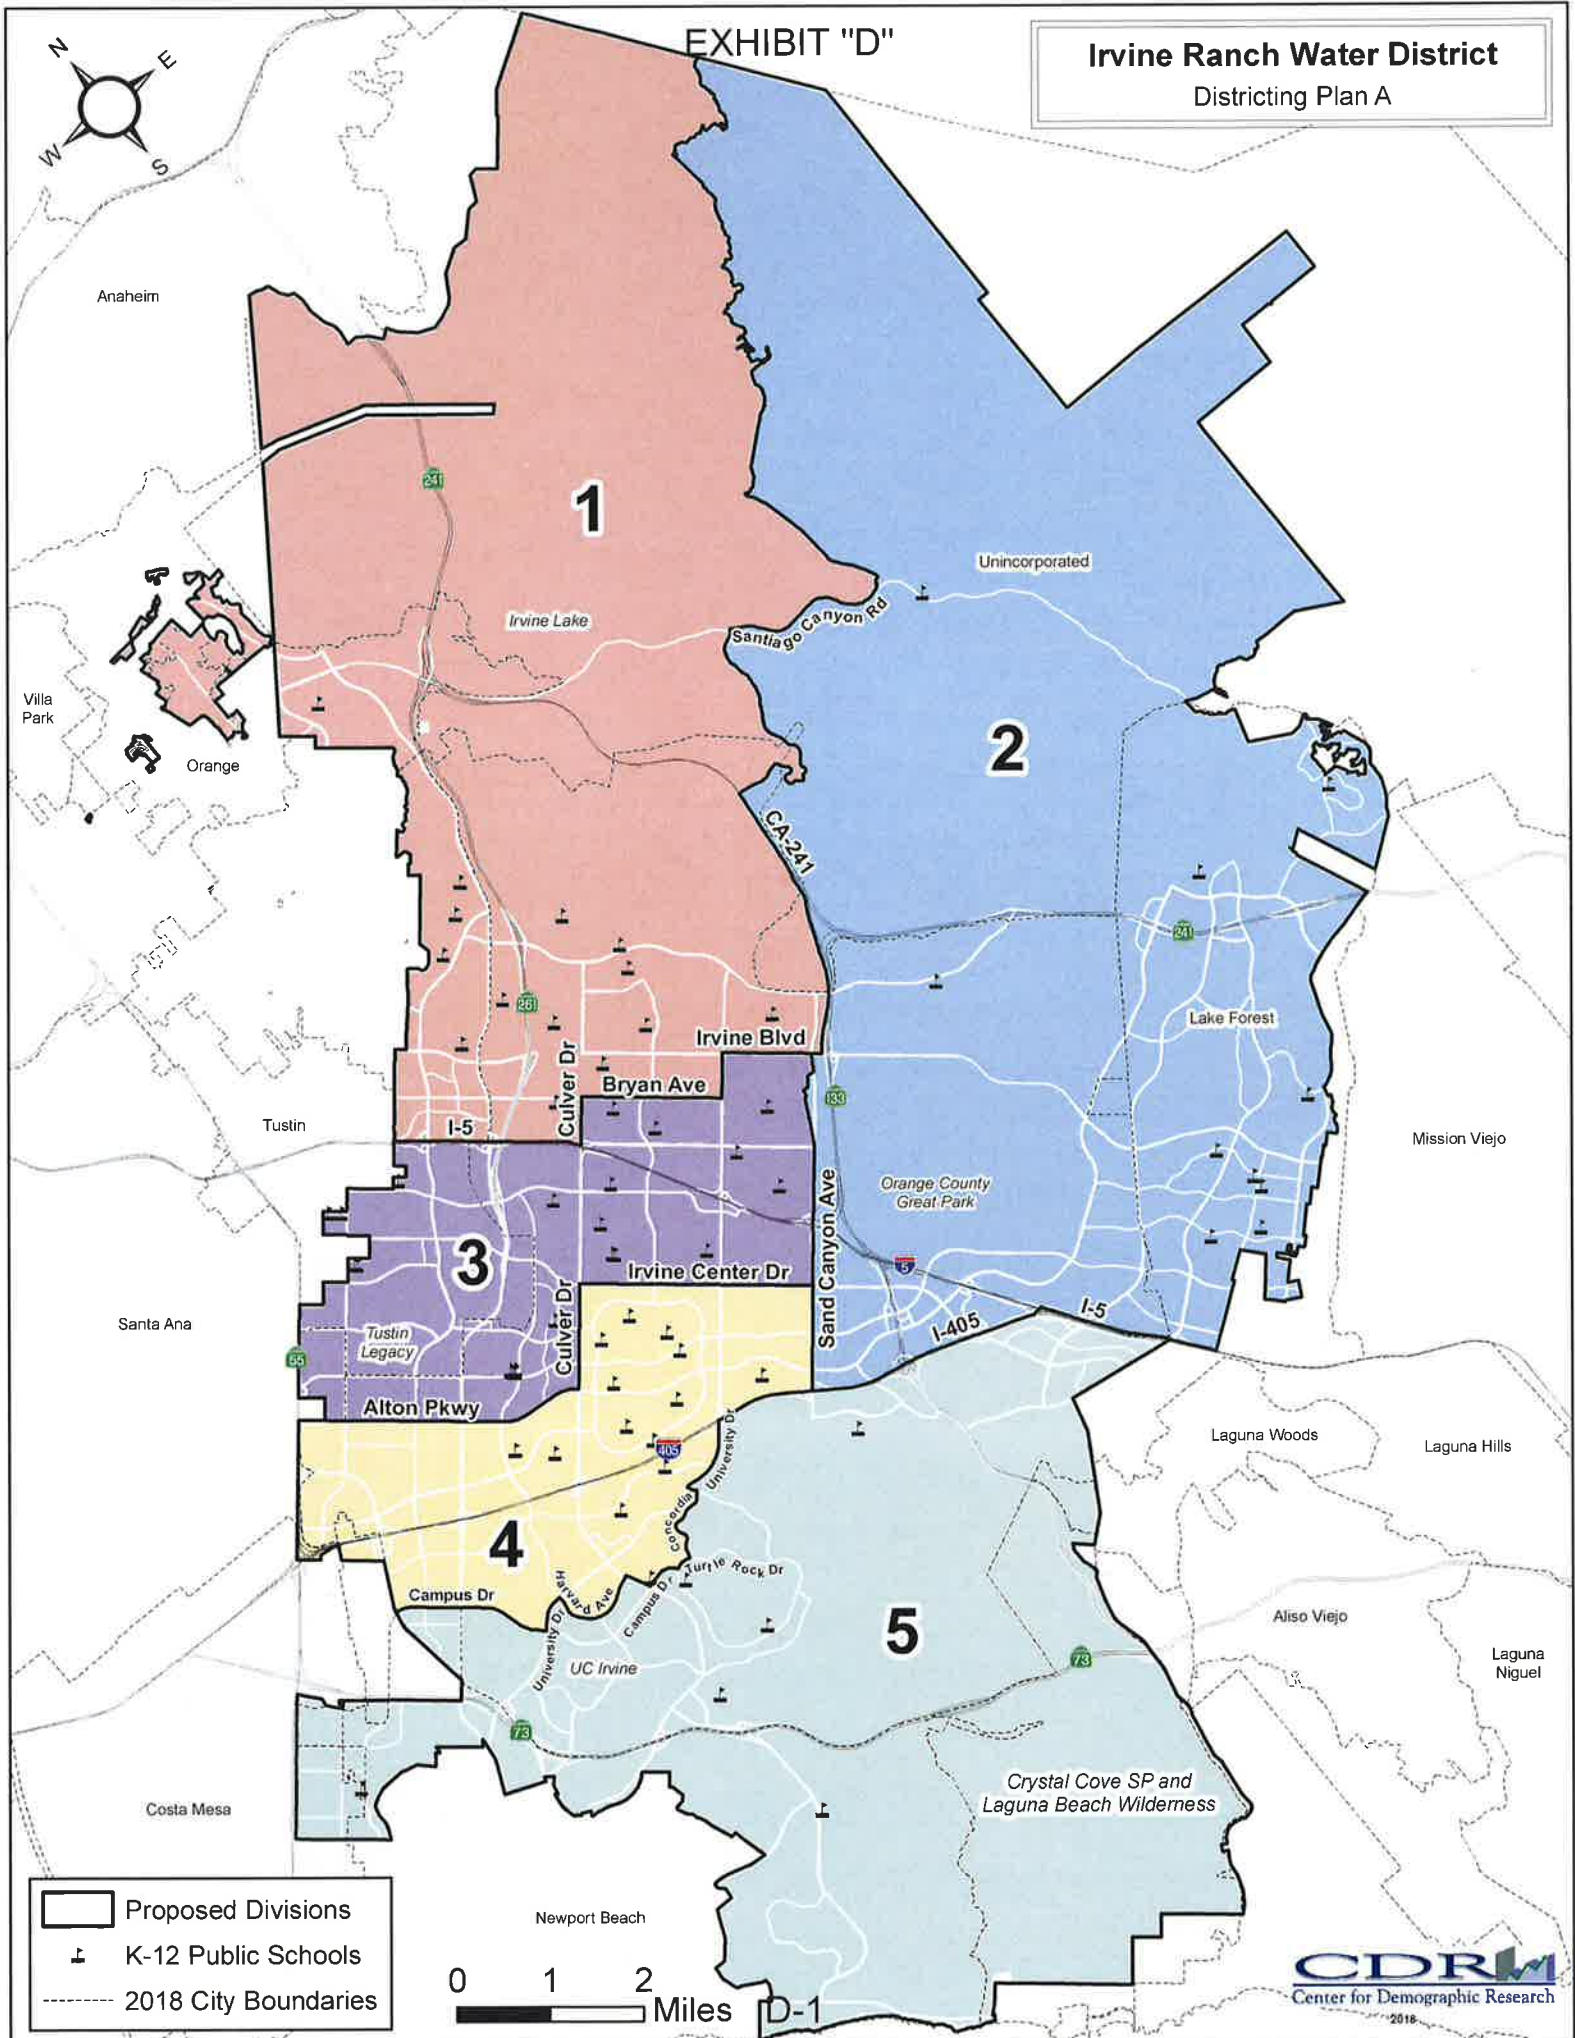 EXHIBIT "D"
Irvine Ranch Water District
Districting Plan A
N
E
W
S
Anaheim
241
1
Unincorporated
Irvine Lake
Santiago Canyon Rd
Villa
Park
Orange
2
CA-241
241
261
Lake Forest
Irvine Blvd
Culver Dr
Bryan Ave
133
I-5
Tustin
Mission Viejo
Sand Canyon Ave
Orange County
Great Park
3
Irvine Center Dr
5
Culver Dr
I-5
I-405
Santa Ana
Tustin
Legacy
55
Alton Pkwy
University Dr
Laguna Woods
Laguna Hills
405
Concordia
4
Turtle Rock Dr
Campus Dr
Harvard Ave
Campus Dr
5
Aliso Viejo
University Dr
UC Irvine
73
Laguna
Niguel
73
Crystal Cove SP and
Laguna Beach Wilderness
Costa Mesa
Newport Beach
Proposed Divisions
K-12 Public Schools
2018 City Boundaries
0 1 2
Miles
D-1
CDR
Center for Demographic Research
2018